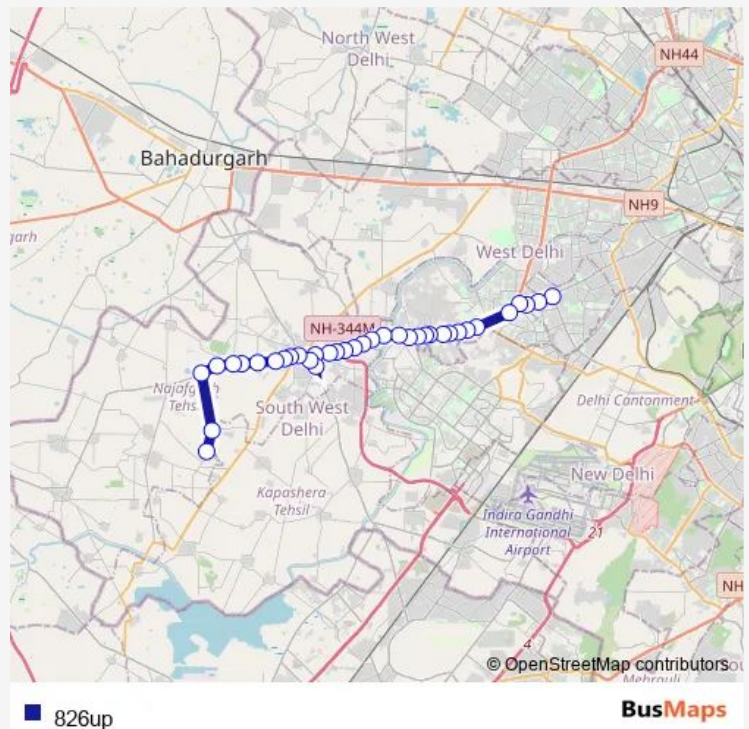 North West
Delhi
NH44
Bahadurgarh
NH9
garh
West Delhi
NH-344M
Najafgarh
Tehs
South West
Delhi
Delhi Cantonment
New Delhi
Kapashera
Tehsil
Indira Gandhi
International
Airport
21
NH
4
© OpenStreetMap contributors
Mehrauli
826up
BusMaps